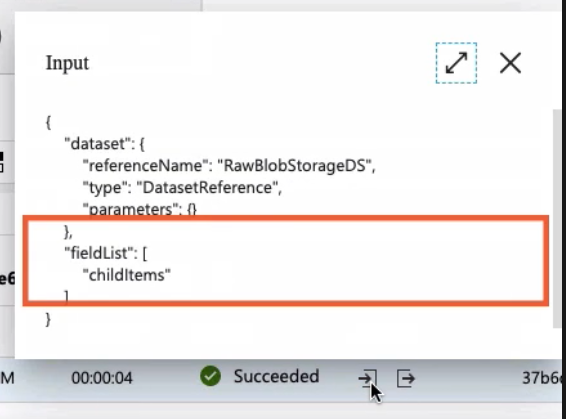 Input
{
"dataset": {
"referenceName": "RawBlobStorageDS",
"type": "DatasetReference",
"parameters": {}
},
"fieldList": [
"childItems"
]
}
e6
M 00:00:04 Succeeded 37b6